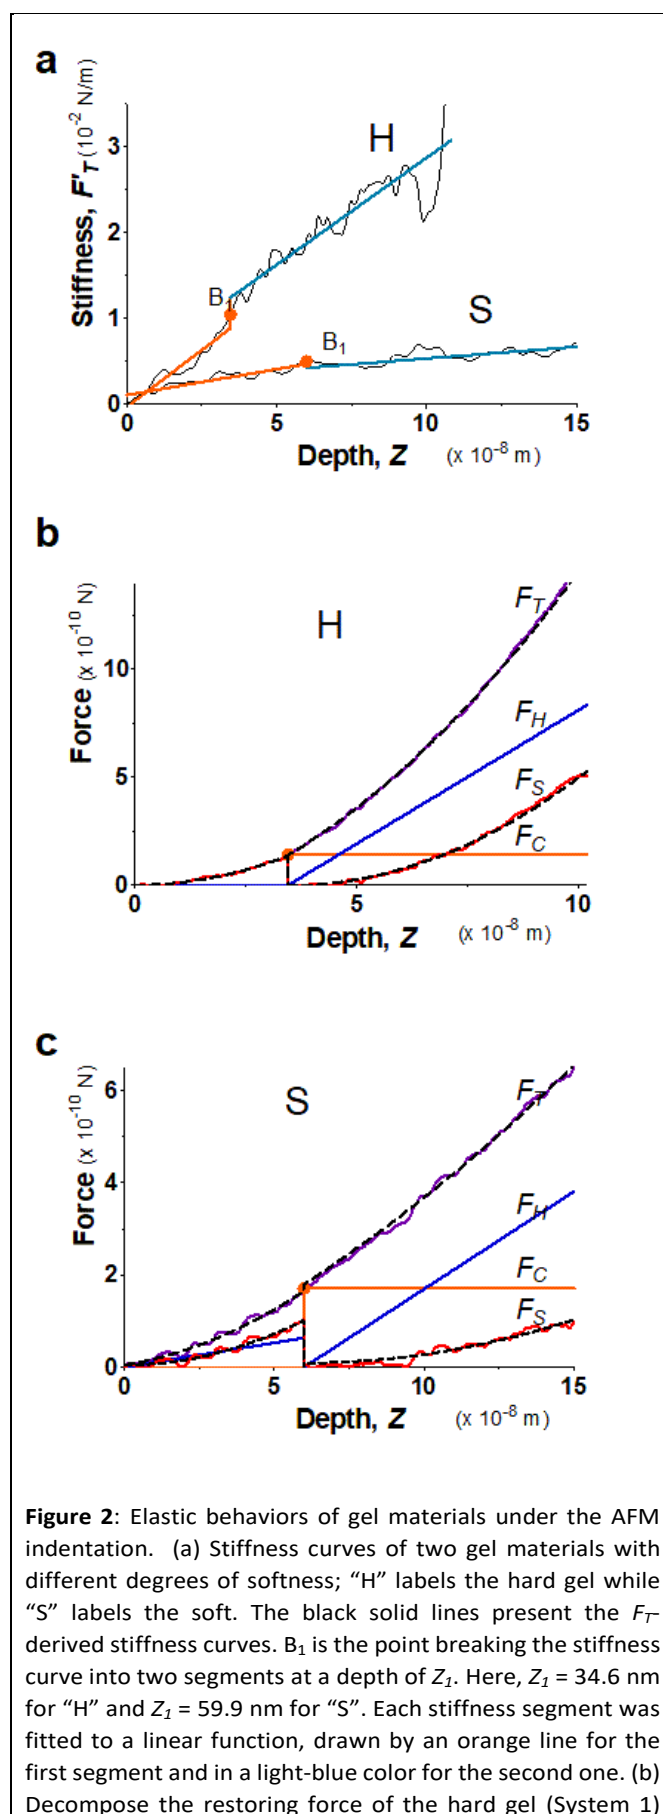 a
Stiffness, F'T (10-2 N/m)
3
2
1
0
H
B1
S
B1
0
5
10
15
Depth, Z (x 10-8 m)
b
Force (x 10-10 N)
10
5
0
H
FT
FH
FS
FC
0
5
10
Depth, Z (x 10-8 m)
c
Force (x 10-10 N)
6
4
2
0
S
FT
FH
FC
FS
0
5
10
15
Depth, Z (x 10-8 m)
Figure 2: Elastic behaviors of gel materials under the AFM
indentation. (a) Stiffness curves of two gel materials with
different degrees of softness; “H” labels the hard gel while
“S” labels the soft. The black solid lines present the FT-
derived stiffness curves. B1 is the point breaking the stiffness
curve into two segments at a depth of Z1. Here, Z1 = 34.6 nm
for “H” and Z1 = 59.9 nm for “S”. Each stiffness segment was
fitted to a linear function, drawn by an orange line for the
first segment and in a light-blue color for the second one. (b)
Decompose the restoring force of the hard gel (System 1)